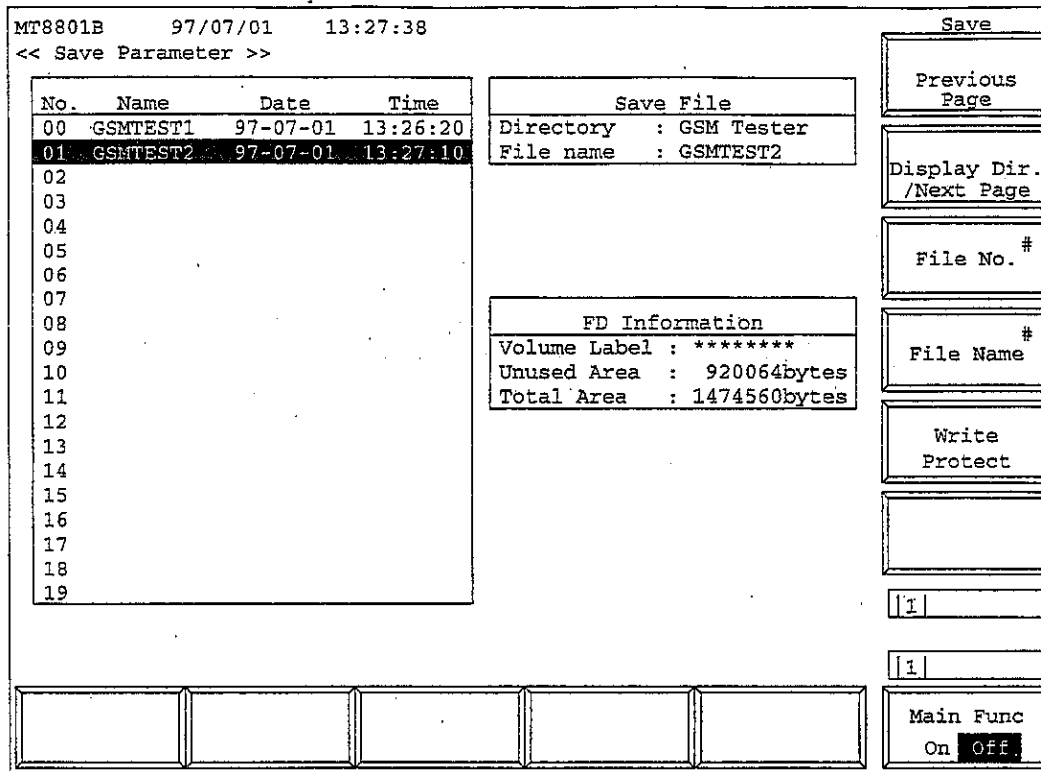 MT8801B 97/07/01 13:27:38
<< Save Parameter >>
No. Name Date Time
00 GSMTEST1 97-07-01 13:26:20
01 GSMTEST2 97-07-01 13:27:10
02
03
04
05
06
07
08
09
10
11
12
13
14
15
16
17
18
19
Save File
Directory : GSM Tester
File name : GSMTEST2
FD Information
Volume Label : ********
Unused Area : 920064bytes
Total Area : 1474560bytes
Save
Previous
Page
Display Dir.
/Next Page
#
File No.
#
File Name
Write
Protect
1
1
Main Func
On Off